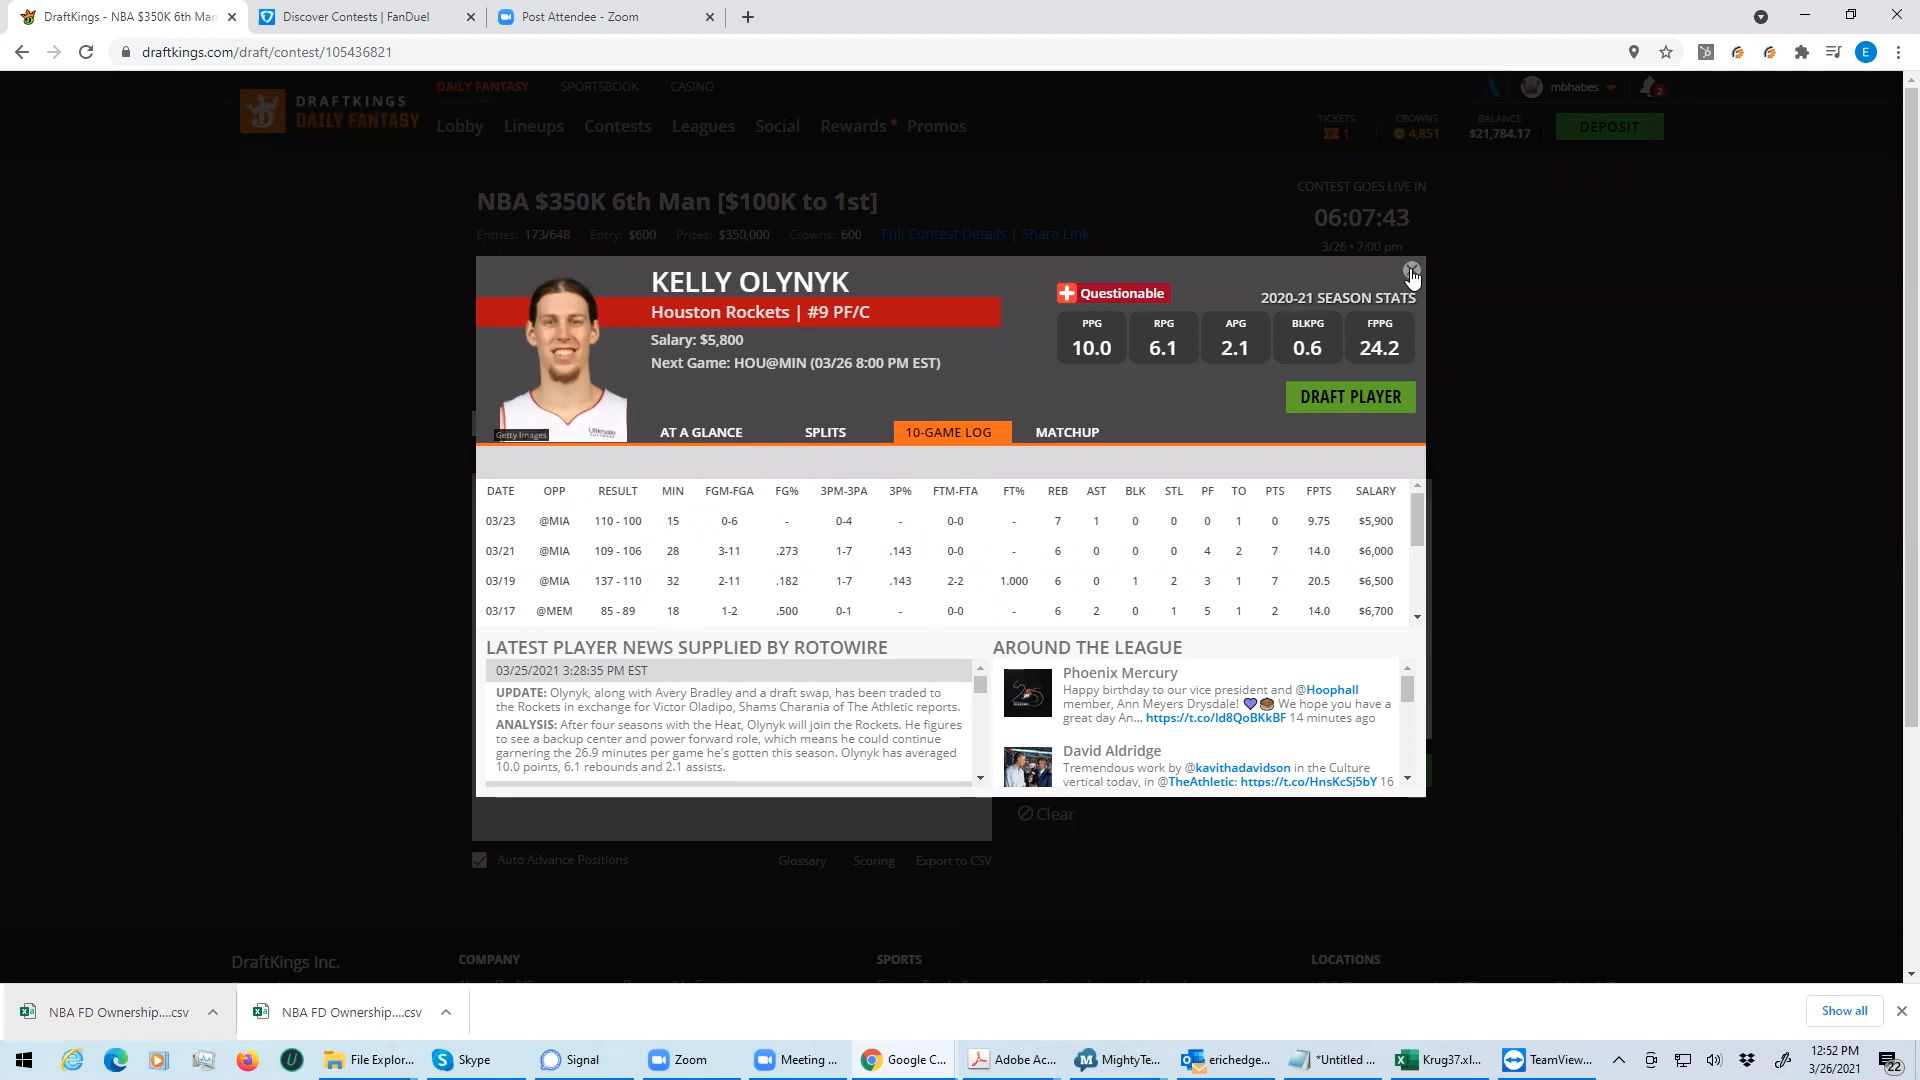 DraftKings - NBA $350K 6th Man
Discover Contests | FanDuel
Post Attendee - Zoom
draftkings.com/draft/contest/105436821
E
DRAFTKINGS
DAILY FANTASY
DAILY FANTASY SPORTSBOOK CASINO
mbhabes
2
Lobby Lineups Contests Leagues Social Rewards Promos
TICKETS
1
CROWNS
4,851
BALANCE
$21,784.17
DEPOSIT
NBA $350K 6th Man [$100K to 1st]
Entries: 173/648 Entry: $600 Prizes: $350,000 Crowns: 600 Full Contest Details | Share Link
CONTEST GOES LIVE IN
06:07:43
3/26 • 7:00 pm
KELLY OLYNYK
Houston Rockets | #9 PF/C
Salary: $5,800
Next Game: HOU@MIN (03/26 8:00 PM EST)
Getty Images
Questionable
2020-21 SEASON STATS
PPG RPG APG BLKPG FPPG
10.0 6.1 2.1 0.6 24.2
DRAFT PLAYER
AT A GLANCE SPLITS 10-GAME LOG MATCHUP
DATE OPP RESULT MIN FGM-FGA FG% 3PM-3PA 3P% FTM-FTA FT% REB AST BLK STL PF TO PTS FPTS SALARY
03/23 @MIA 110 - 100 15 0-6 - 0-4 - 0-0 - 7 1 0 0 0 1 0 9.75 $5,900
03/21 @MIA 109 - 106 28 3-11 .273 1-7 .143 0-0 - 6 0 0 0 4 2 7 14.0 $6,000
03/19 @MIA 137 - 110 32 2-11 .182 1-7 .143 2-2 1.000 6 0 1 2 3 1 7 20.5 $6,500
03/17 @MEM 85 - 89 18 1-2 .500 0-1 - 0-0 - 6 2 0 1 5 1 2 14.0 $6,700
LATEST PLAYER NEWS SUPPLIED BY ROTOWIRE
03/25/2021 3:28:35 PM EST
UPDATE: Olynyk, along with Avery Bradley and a draft swap, has been traded to
the Rockets in exchange for Victor Oladipo, Shams Charania of The Athletic reports.
ANALYSIS: After four seasons with the Heat, Olynyk will join the Rockets. He figures
to see a backup center and power forward role, which means he could continue
garnering the 26.9 minutes per game he's gotten this season. Olynyk has averaged
10.0 points, 6.1 rebounds and 2.1 assists.
AROUND THE LEAGUE
Phoenix Mercury
Happy birthday to our vice president and @Hoophall
member, Ann Meyers Drysdale! 💜🎂 We hope you have a
great day An... https://t.co/ld8QoBKkBF 14 minutes ago
David Aldridge
Tremendous work by @kavithadavidson in the Culture
vertical today, in @TheAthletic: https://t.co/HnsKcSj5bY 16
Clear
Auto Advance Positions
Glossary Scoring Export to CSV
DraftKings Inc.
COMPANY
SPORTS
LOCATIONS
NBA FD Ownership....csv
NBA FD Ownership....csv
Show all
File Explor...
Skype
Signal
Zoom
Meeting ...
Google C...
Adobe Ac...
MightyTe...
erichedge...
*Untitled ...
Krug37.xl...
TeamView...
12:52 PM
3/26/2021
22